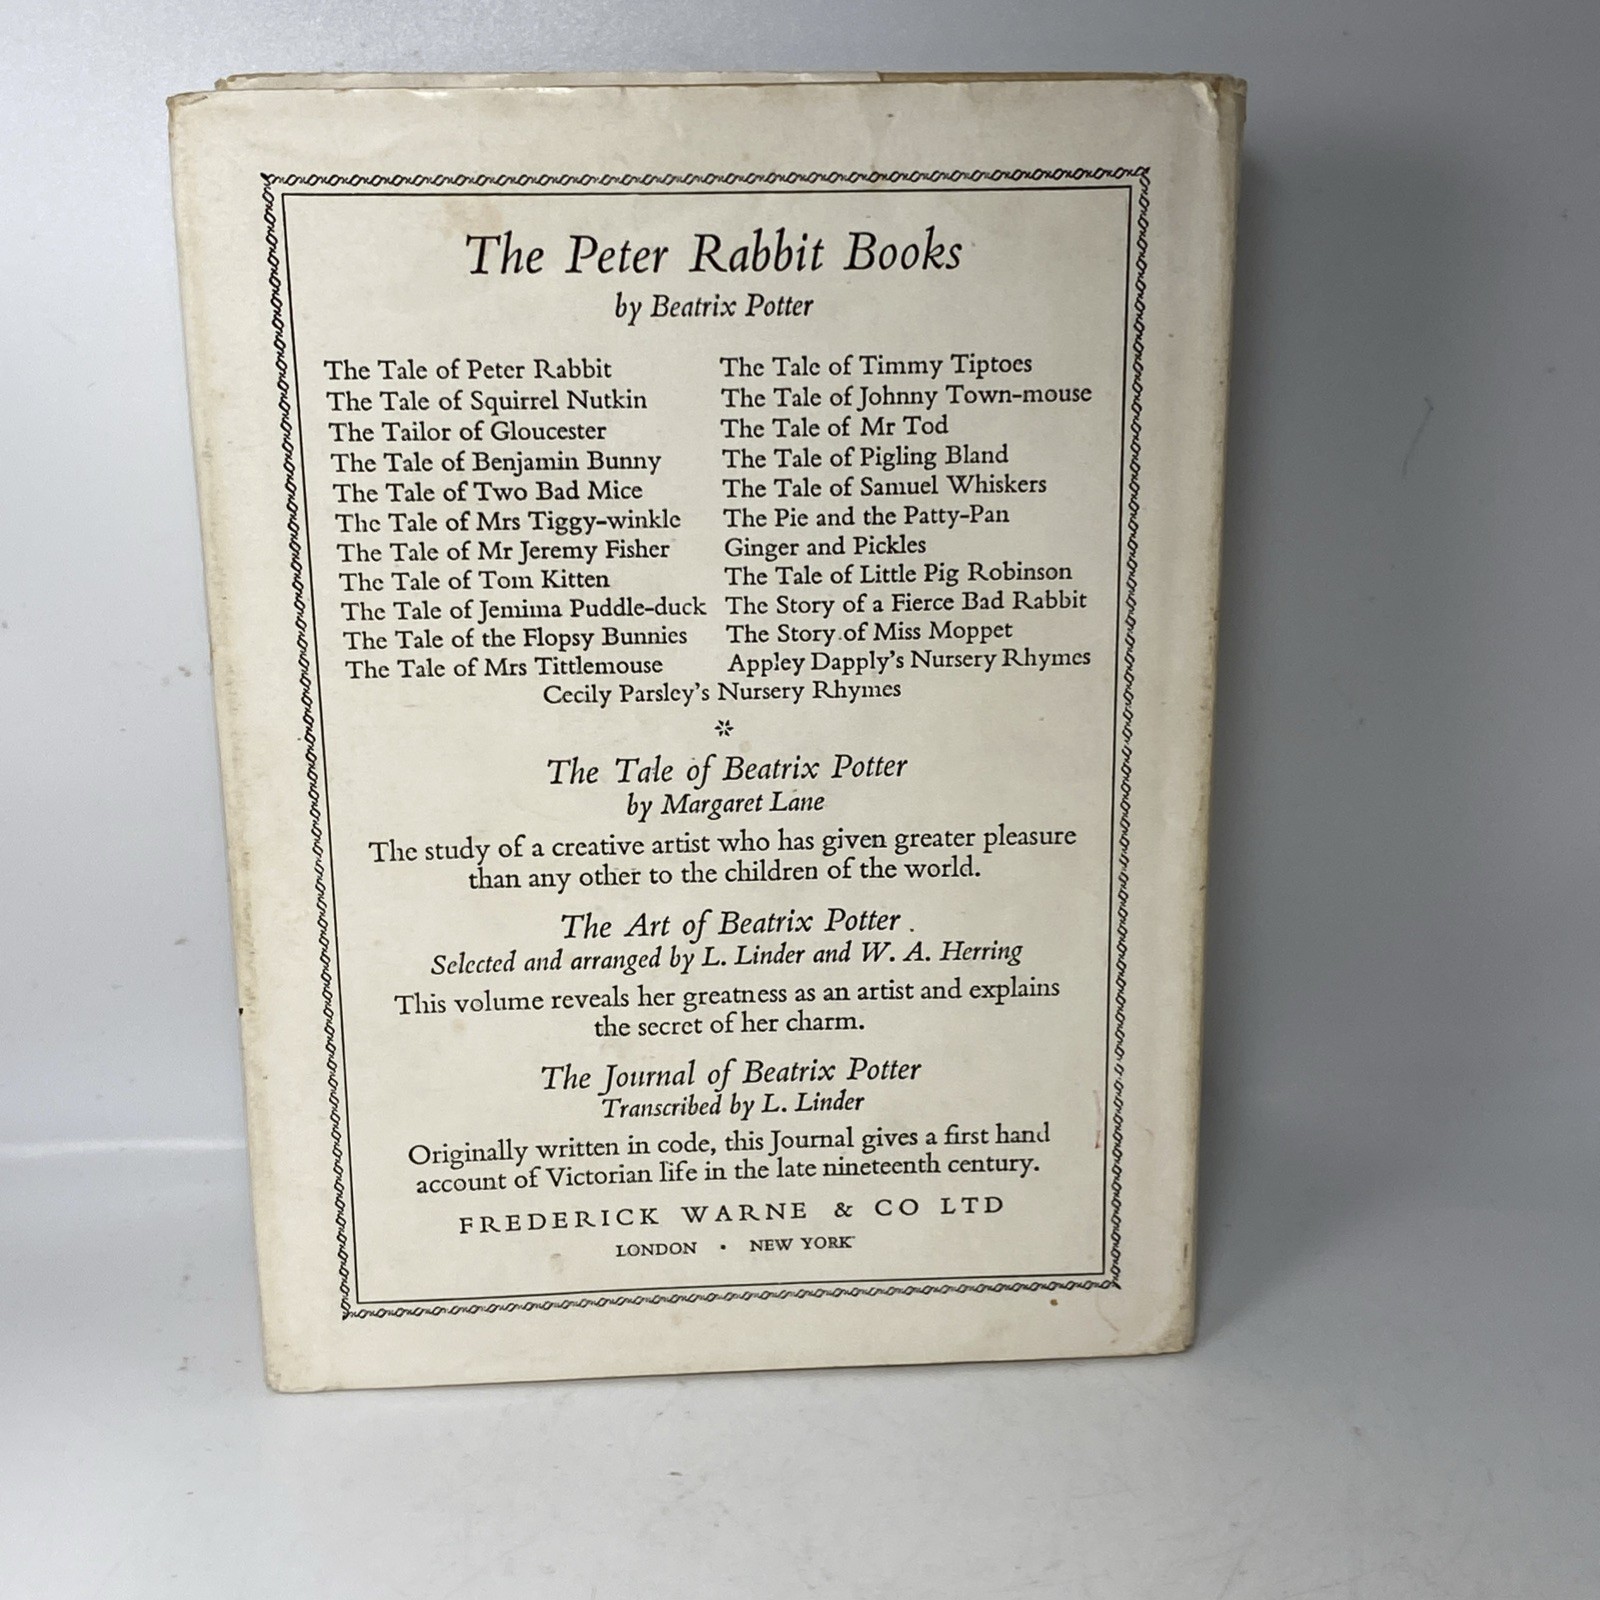 The Peter Rabbit Books
by Beatrix Potter
The Tale of Peter Rabbit
The Tale of Squirrel Nutkin
The Tailor of Gloucester
The Tale of Benjamin Bunny
The Tale of Two Bad Mice
The Tale of Mrs Tiggy-winkle
The Tale of Mr Jeremy Fisher
The Tale of Tom Kitten
The Tale of Jemima Puddle-duck
The Tale of the Flopsy Bunnies
The Tale of Mrs Tittlemouse
The Tale of Timmy Tiptoes
The Tale of Johnny Town-mouse
The Tale of Mr Tod
The Tale of Pigling Bland
The Tale of Samuel Whiskers
The Pie and the Patty-Pan
Ginger and Pickles
The Tale of Little Pig Robinson
The Story of a Fierce Bad Rabbit
The Story of Miss Moppet
Appley Dapply's Nursery Rhymes
Cecily Parsley's Nursery Rhymes
The Tale of Beatrix Potter
by Margaret Lane
The study of a creative artist who has given greater pleasure
than any other to the children of the world.
The Art of Beatrix Potter
Selected and arranged by L. Linder and W. A. Herring
This volume reveals her greatness as an artist and explains
the secret of her charm.
The Journal of Beatrix Potter
Transcribed by L. Linder
Originally written in code, this Journal gives a first hand
account of Victorian life in the late nineteenth century.
FREDERICK WARNE & CO LTD
LONDON • NEW YORK